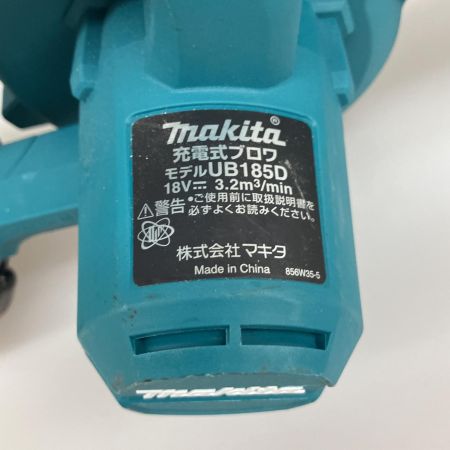 makita®
充電式ブロワ
モデルUB185D
18V⎓ 3.2m³/min
⚠警告 •ご使用前に取扱説明書を
必ずよくお読みください。
株式会社マキタ
Made in China 856W35-5
makita